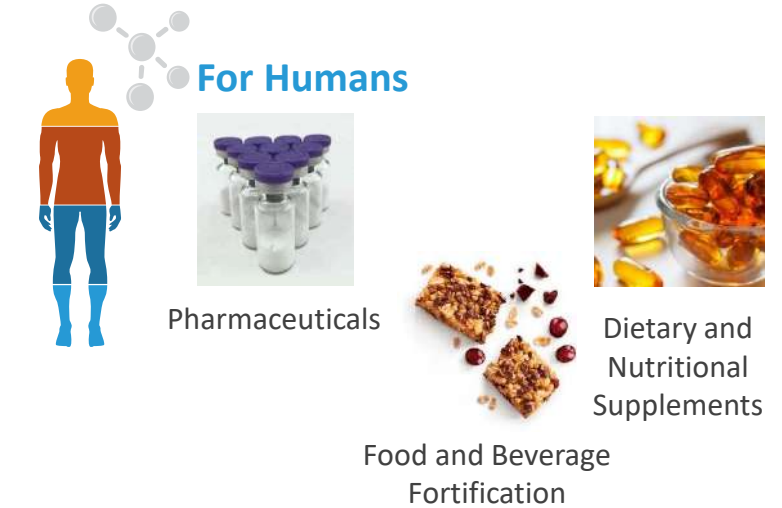 For Humans
Pharmaceuticals
Dietary and
Nutritional
Supplements
Food and Beverage
Fortification